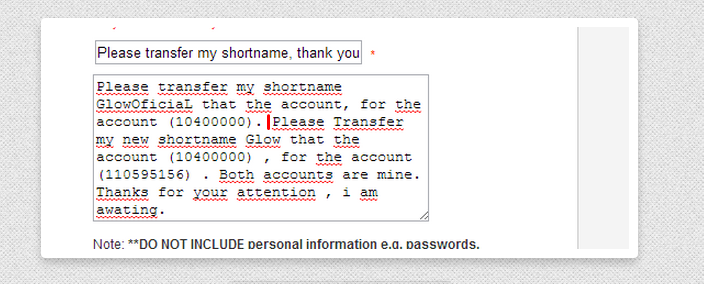 Please transfer my shortname, thank you *
Please transfer my shortname
GlowOficiaL that the account, for the
account (10400000). Please Transfer
my new shortname Glow that the
account (10400000) , for the account
(110595156) . Both accounts are mine.
Thanks for your attention , i am
awating.
Note: **DO NOT INCLUDE personal information e.g. passwords.